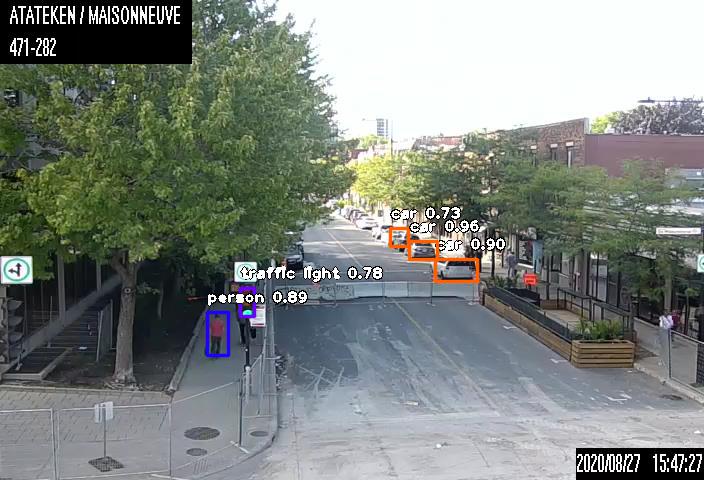 ATATEKEN / MAISONNEUVE
471-282
car 0.73
car 0.96
car 0.90
traffic light 0.78
person 0.89
2020/08/27 15:47:27